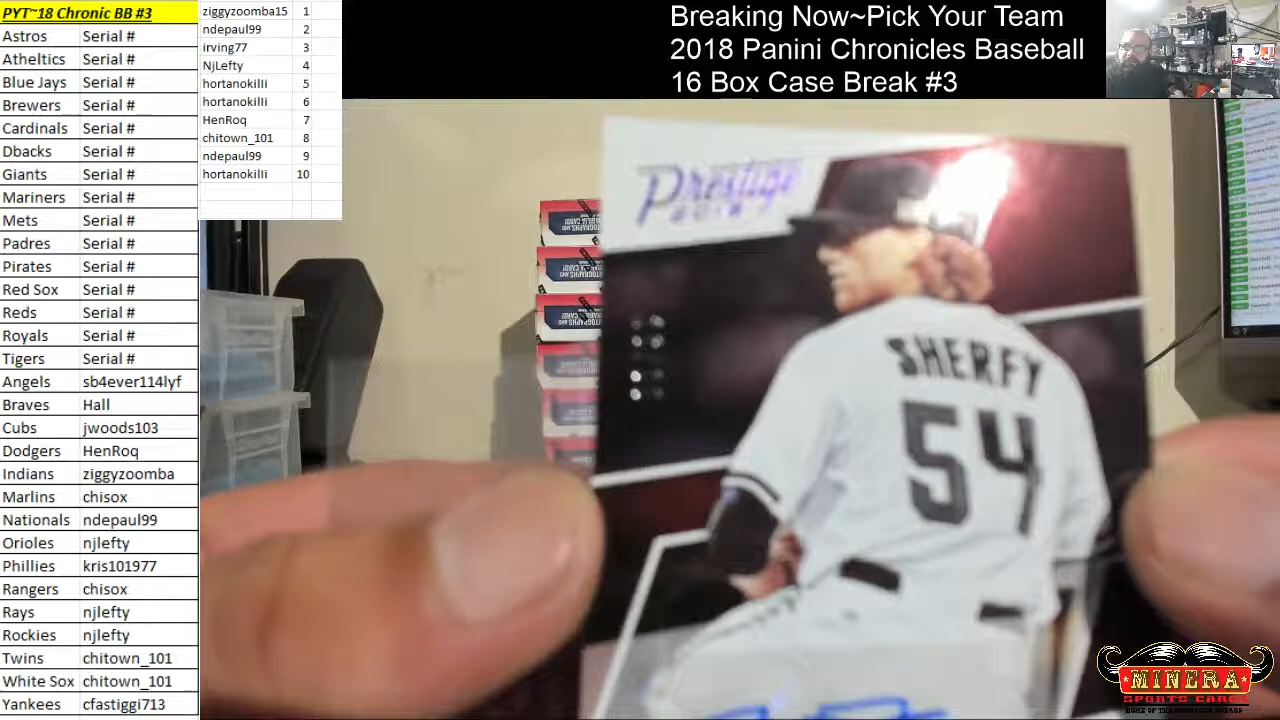 PYT~18 Chronic BB #3
Astros Serial #
Atheltics Serial #
Blue Jays Serial #
Brewers Serial #
Cardinals Serial #
Dbacks Serial #
Giants Serial #
Mariners Serial #
Mets Serial #
Padres Serial #
Pirates Serial #
Red Sox Serial #
Reds Serial #
Royals Serial #
Tigers Serial #
Angels sb4ever114lyf
Braves Hall
Cubs jwoods103
Dodgers HenRoq
Indians ziggyzoomba
Marlins chisox
Nationals ndepaul99
Orioles njlefty
Phillies kris101977
Rangers chisox
Rays njlefty
Rockies njlefty
Twins chitown_101
White Sox chitown_101
Yankees cfastiggi713
ziggyzoomba15 1
ndepaul99 2
irving77 3
NjLefty 4
hortanokilli 5
hortanokilli 6
HenRoq 7
chitown_101 8
ndepaul99 9
hortanokilli 10
Breaking Now~Pick Your Team
2018 Panini Chronicles Baseball
16 Box Case Break #3
Prestige
SHERFY
54
MINERA
SPORTS CARDS